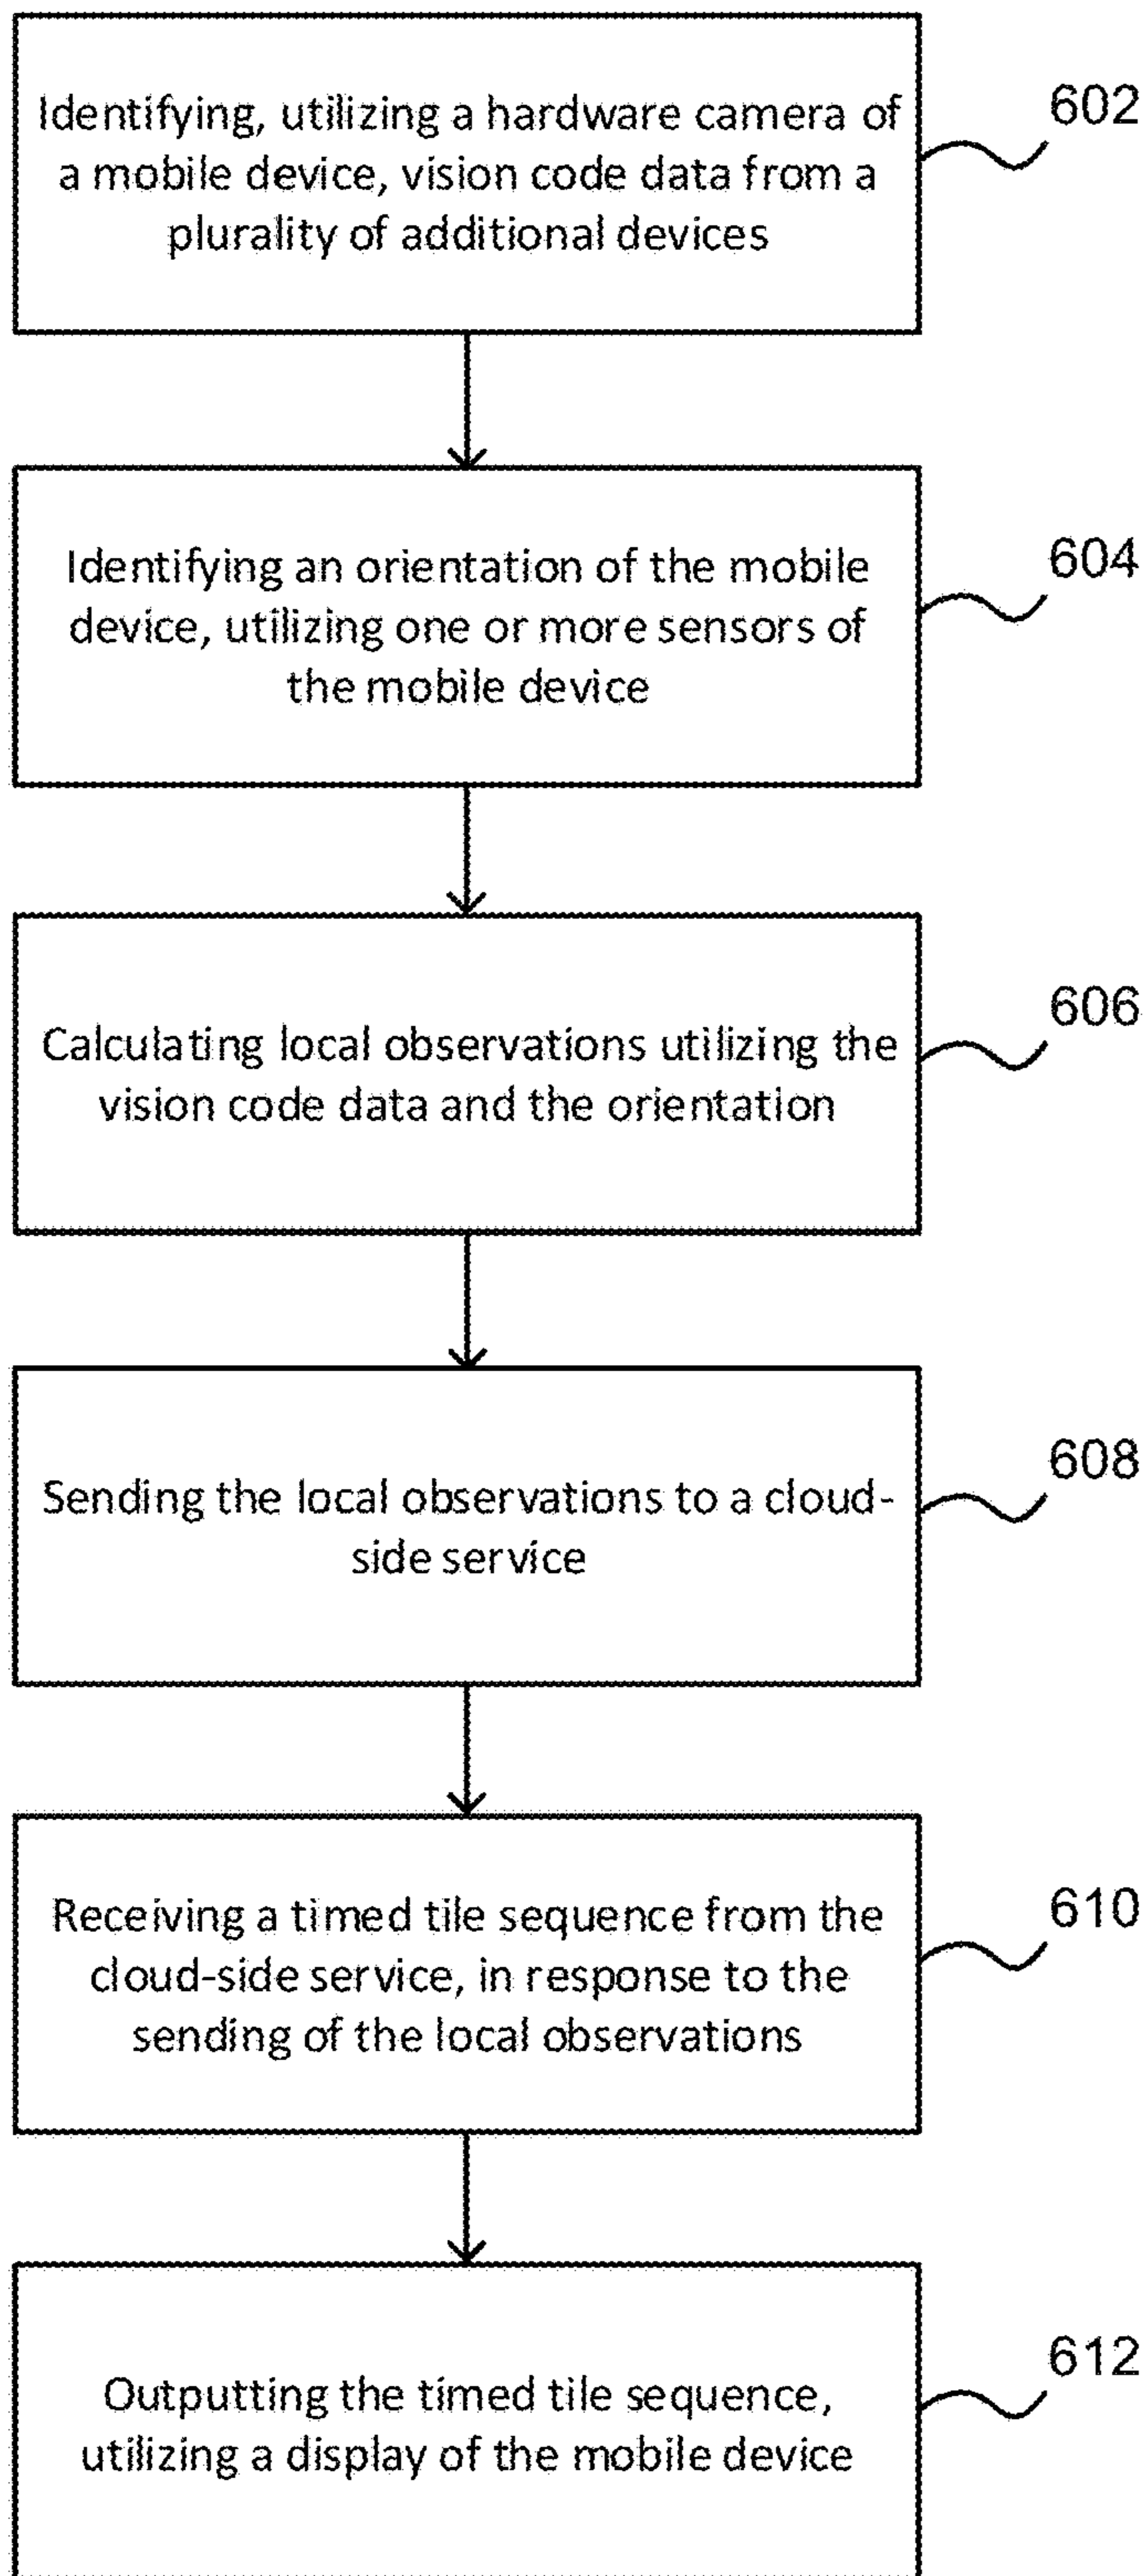 Identifying, utilizing a hardware camera of
a mobile device, vision code data from a
plurality of additional devices
602
Identifying an orientation of the mobile
device, utilizing one or more sensors of
the mobile device
604
Calculating local observations utilizing the
vision code data and the orientation
606
Sending the local observations to a cloud-
side service
608
Receiving a timed tile sequence from the
cloud-side service, in response to the
sending of the local observations
610
Outputting the timed tile sequence,
utilizing a display of the mobile device
612